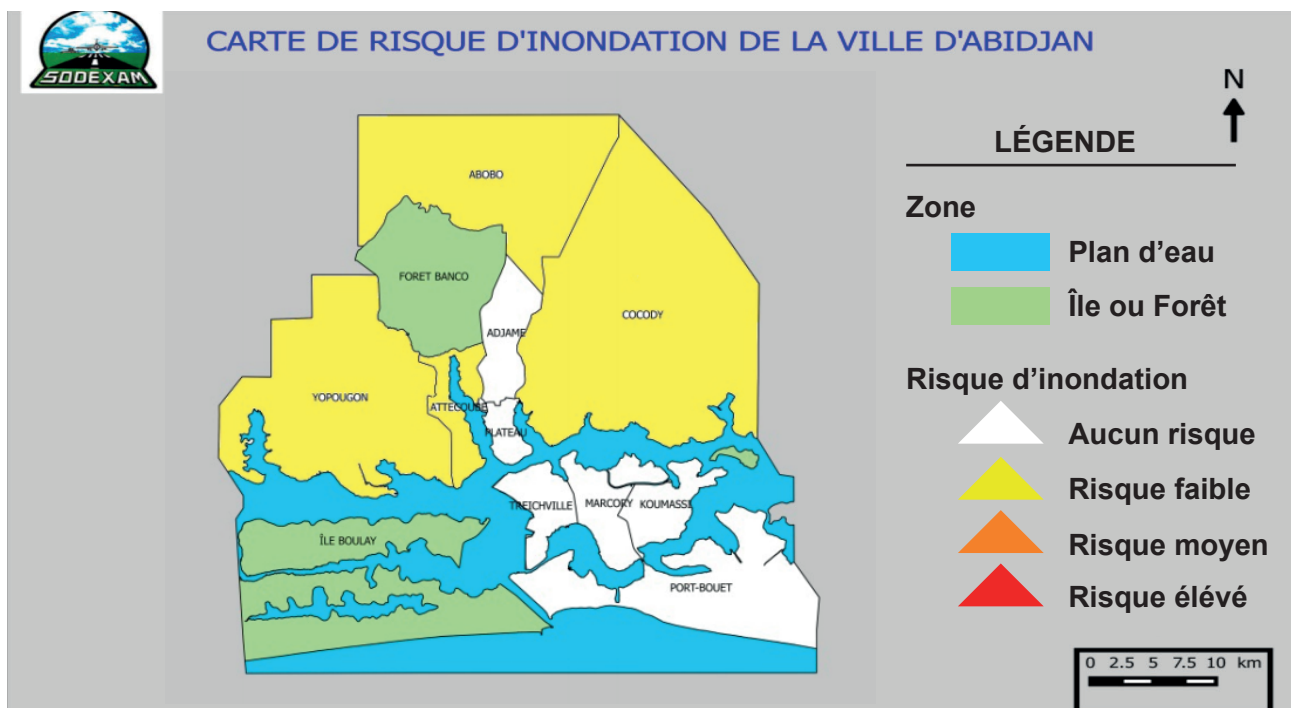 SODEXAM
CARTE DE RISQUE D'INONDATION DE LA VILLE D'ABIDJAN
N
LÉGENDE
Zone
Plan d’eau
Île ou Forêt
Risque d’inondation
Aucun risque
Risque faible
Risque moyen
Risque élévé
0 2.5 5 7.5 10 km
ABOBO
FORET BANCO
COCODY
ADJAME
YOPOUGON
ATTECOUBE
PLATEAU
TREICHVILLE
MARCORY
KOUMASSI
ÎLE BOULAY
PORT-BOUET